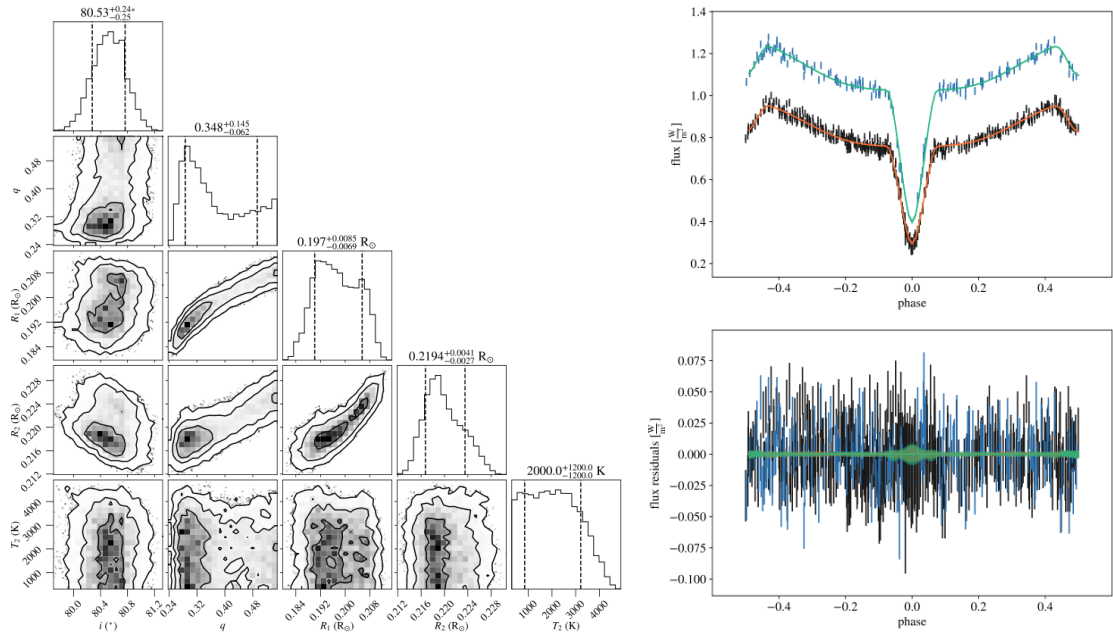 80.53+0.24°−0.25
0.348+0.145−0.062
0.197+0.0085−0.0069 R⊙
0.2194+0.0041−0.0027 R⊙
2000.0+1200.0−1200.0 K
q
0.48
0.40
0.32
0.24
R1 (R⊙)
0.208
0.200
0.192
0.184
R2 (R⊙)
0.228
0.224
0.220
0.216
0.212
T2 (K)
4000
3000
2000
1000
80.0 80.4 80.8 81.2
i (°)
0.24 0.32 0.40 0.48
q
0.184 0.192 0.200 0.208
R1 (R⊙)
0.212 0.216 0.220 0.224 0.228
R2 (R⊙)
1000 2000 3000 4000
T2 (K)
1.4
1.2
1.0
0.8
0.6
0.4
0.2
flux [W/m²]
−0.4 −0.2 0.0 0.2 0.4
phase
0.075
0.050
0.025
0.000
−0.025
−0.050
−0.075
−0.100
flux residuals [W/m²]
−0.4 −0.2 0.0 0.2 0.4
phase